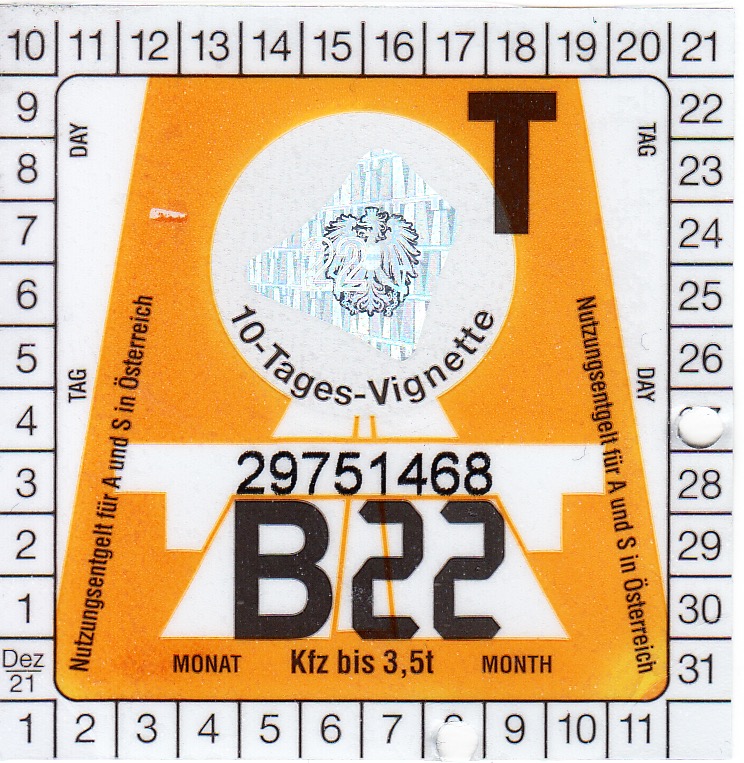 10 11 12 13 14 15 16 17 18 19 20 21
9
8
7
6
5
4
3
2
1
Dez
21
DAY
TAG
T
TAG
DAY
22
23
24
25
26
28
29
30
31
22
10-Tages-Vignette
Nutzungsentgelt für A und S in Österreich
Nutzungsentgelt für A und S in Österreich
29751468
B22
MONAT Kfz bis 3,5t MONTH
1 2 3 4 5 6 7 9 10 11